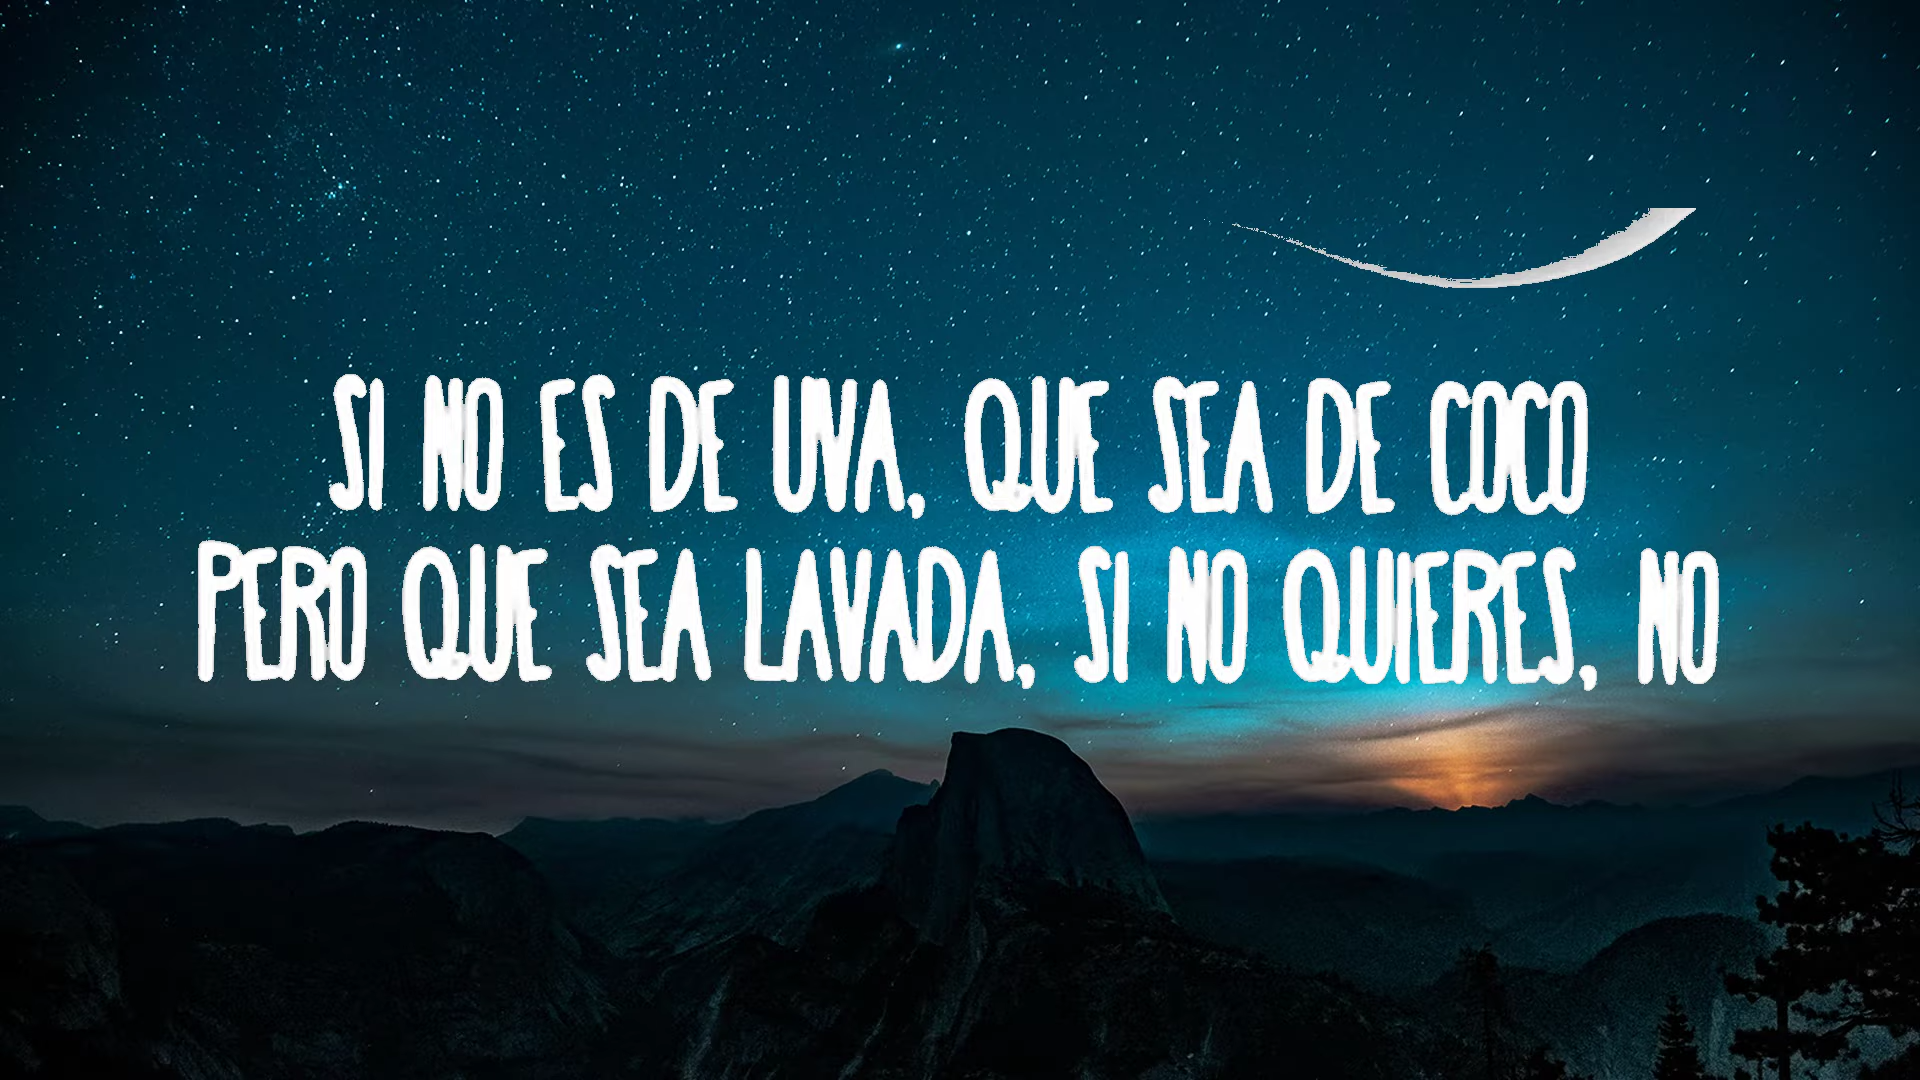 SI NO ES DE UVA, QUE SEA DE COCO
PERO QUE SEA LAVADA, SI NO QUIERES, NO